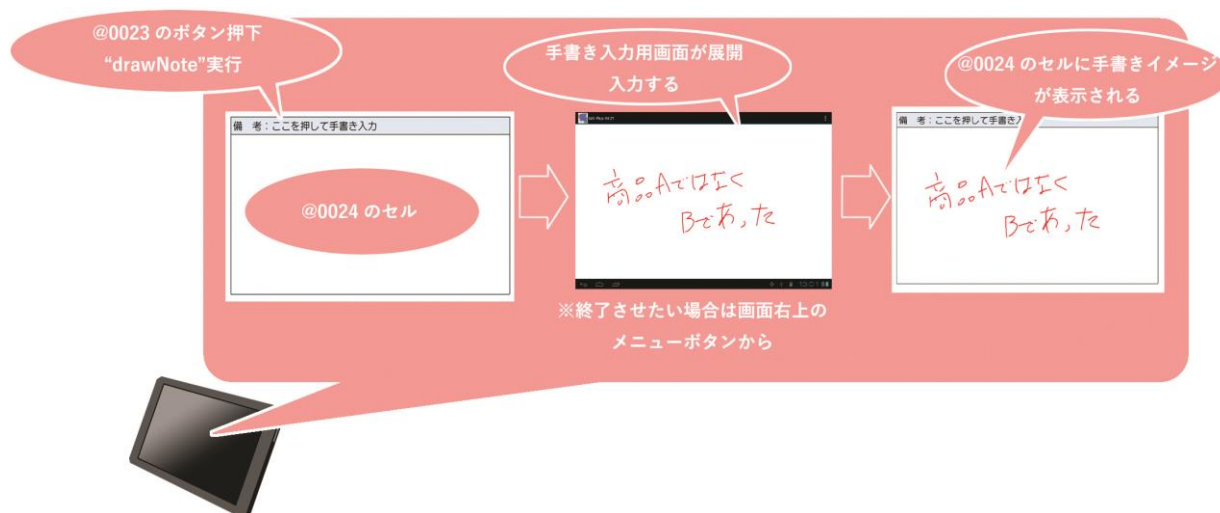 @0023 のボタン押下
“drawNote”実行
備　考：ここを押して手書き入力
@0024 のセル
手書き入力用画面が展開
入力する
商品Aではなく
Bであった
※終了させたい場合は画面右上の
メニューボタンから
@0024 のセルに手書きイメージ
が表示される
備　考：ここを押して手書き
商品Aではなく
Bであった